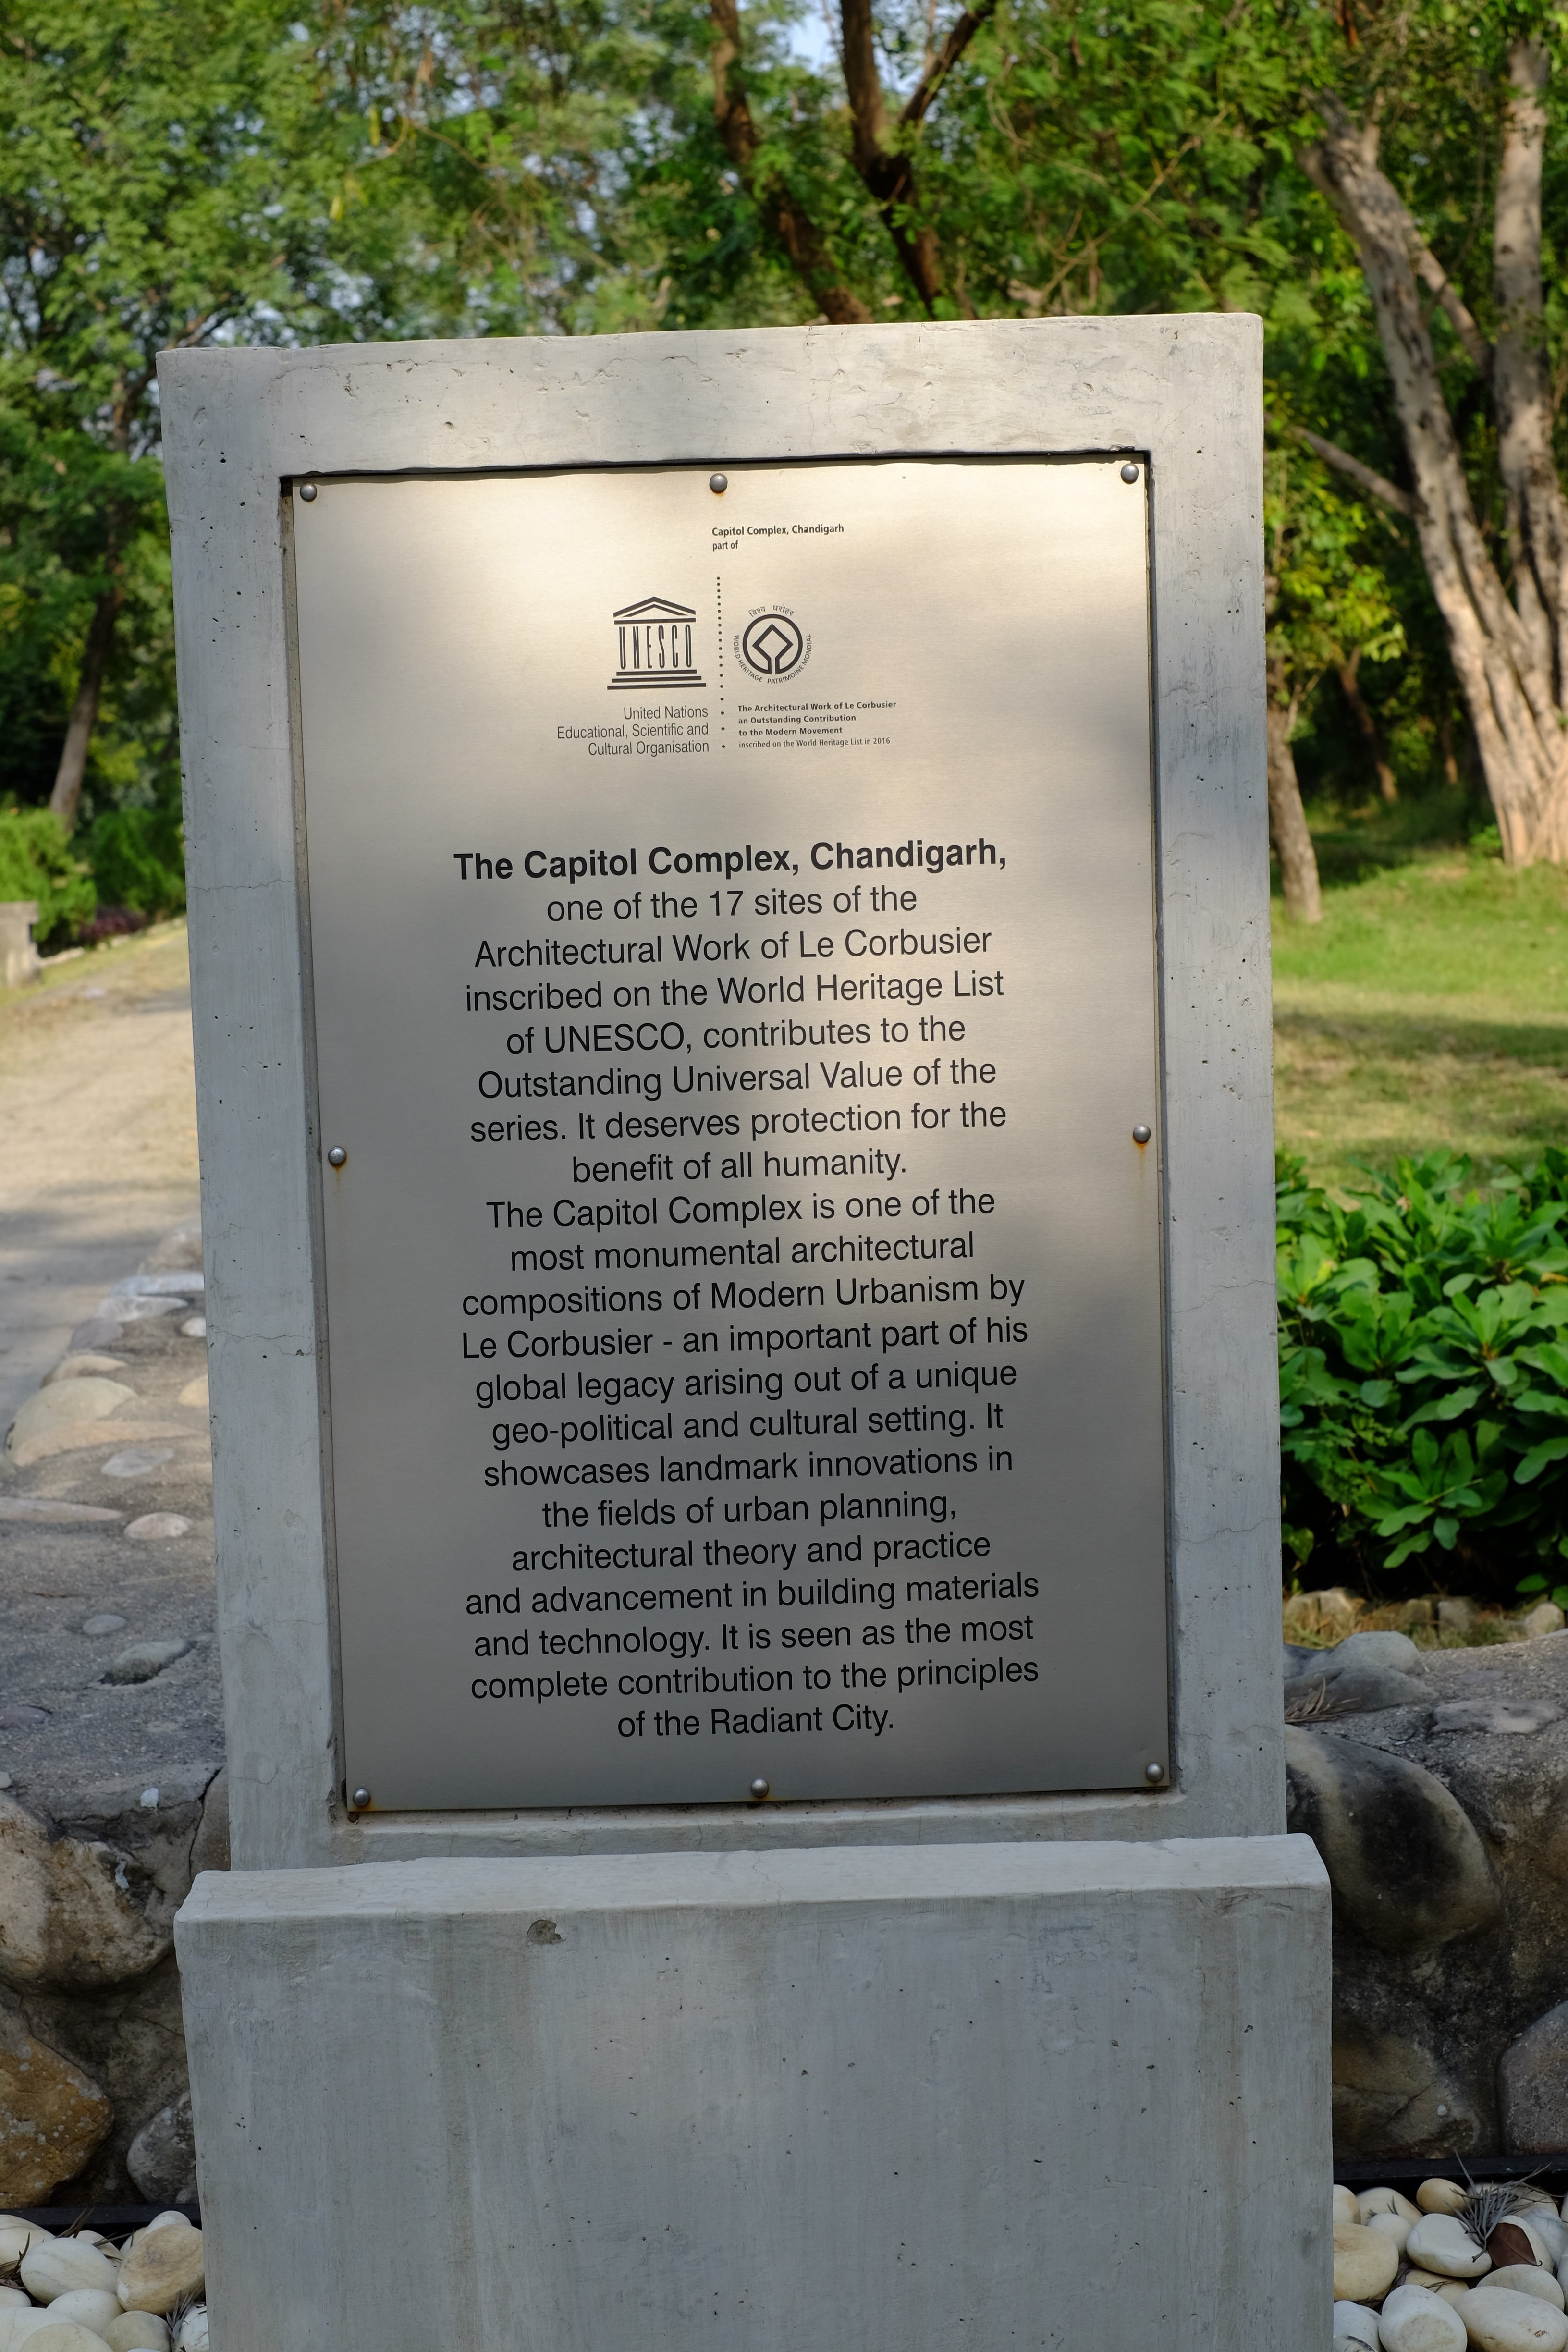 Capitol Complex, Chandigarh
part of
UNESCO
United Nations
Educational, Scientific and
Cultural Organisation
विश्व धरोहर
WORLD HERITAGE PATRIMOINE MONDIAL
The Architectural Work of Le Corbusier
an Outstanding Contribution
to the Modern Movement
inscribed on the World Heritage List in 2016
The Capitol Complex, Chandigarh,
one of the 17 sites of the
Architectural Work of Le Corbusier
inscribed on the World Heritage List
of UNESCO, contributes to the
Outstanding Universal Value of the
series. It deserves protection for the
benefit of all humanity.
The Capitol Complex is one of the
most monumental architectural
compositions of Modern Urbanism by
Le Corbusier - an important part of his
global legacy arising out of a unique
geo-political and cultural setting. It
showcases landmark innovations in
the fields of urban planning,
architectural theory and practice
and advancement in building materials
and technology. It is seen as the most
complete contribution to the principles
of the Radiant City.